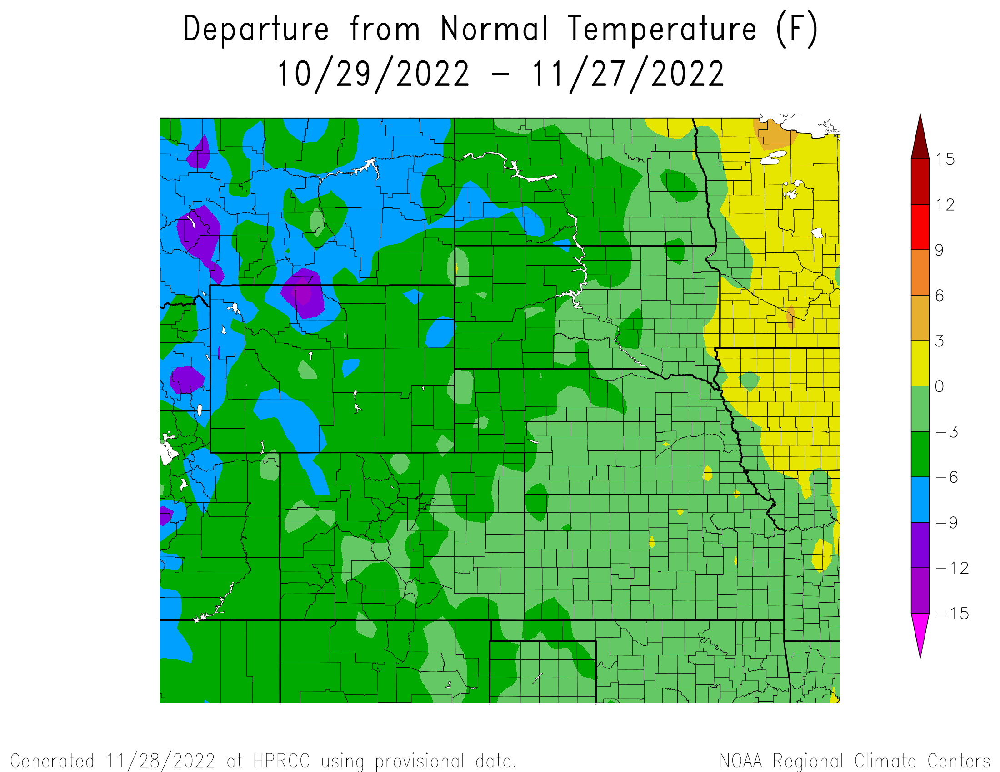 Departure from Normal Temperature (F)
10/29/2022 – 11/27/2022
15
12
9
6
3
0
−3
−6
−9
−12
−15
Generated 11/28/2022 at HPRCC using provisional data.
NOAA Regional Climate Centers